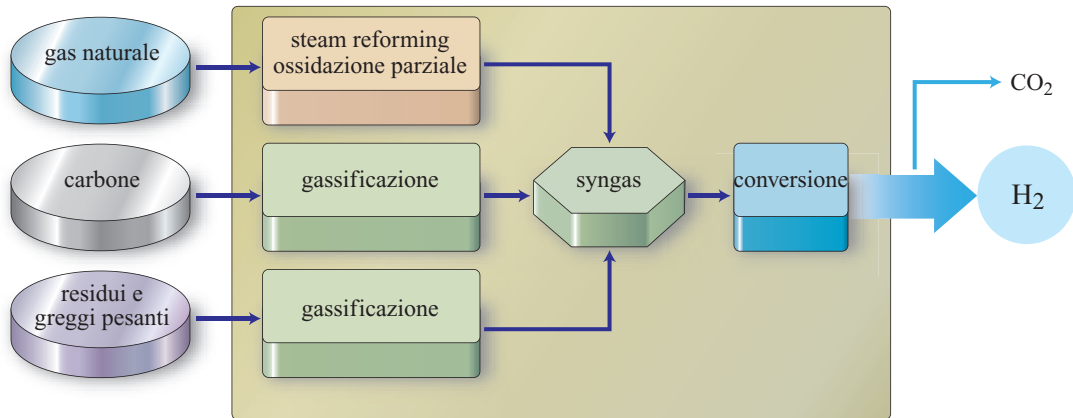 gas naturale
steam reforming
ossidazione parziale
CO₂
carbone
gassificazione
syngas
conversione
H₂
residui e
greggi pesanti
gassificazione